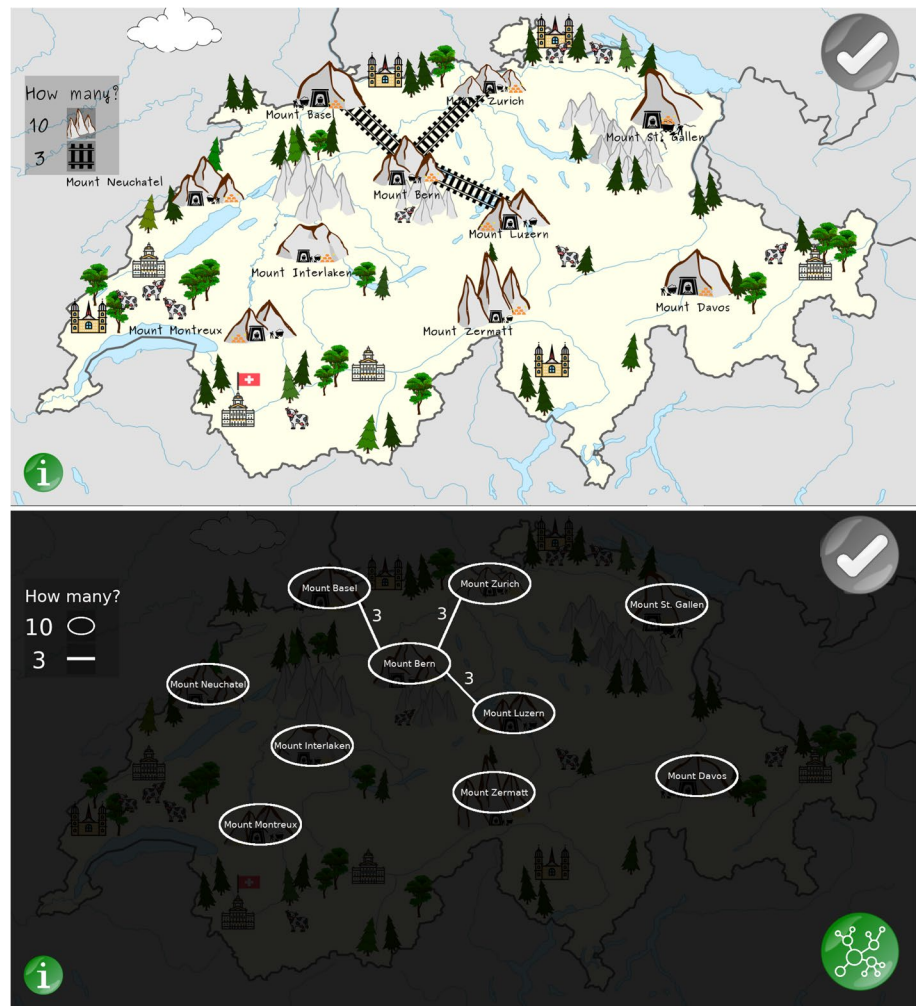 How many?
10
3
Mount Basel
Mount Zurich
Mount St. Gallen
Mount Neuchatel
Mount Bern
Mount Luzern
Mount Interlaken
Mount Davos
Mount Montreux
Mount Zermatt
i
How many?
10
3
Mount Basel
Mount Zurich
Mount St. Gallen
3
3
Mount Bern
3
Mount Neuchatel
Mount Luzern
Mount Interlaken
Mount Davos
Mount Zermatt
Mount Montreux
i